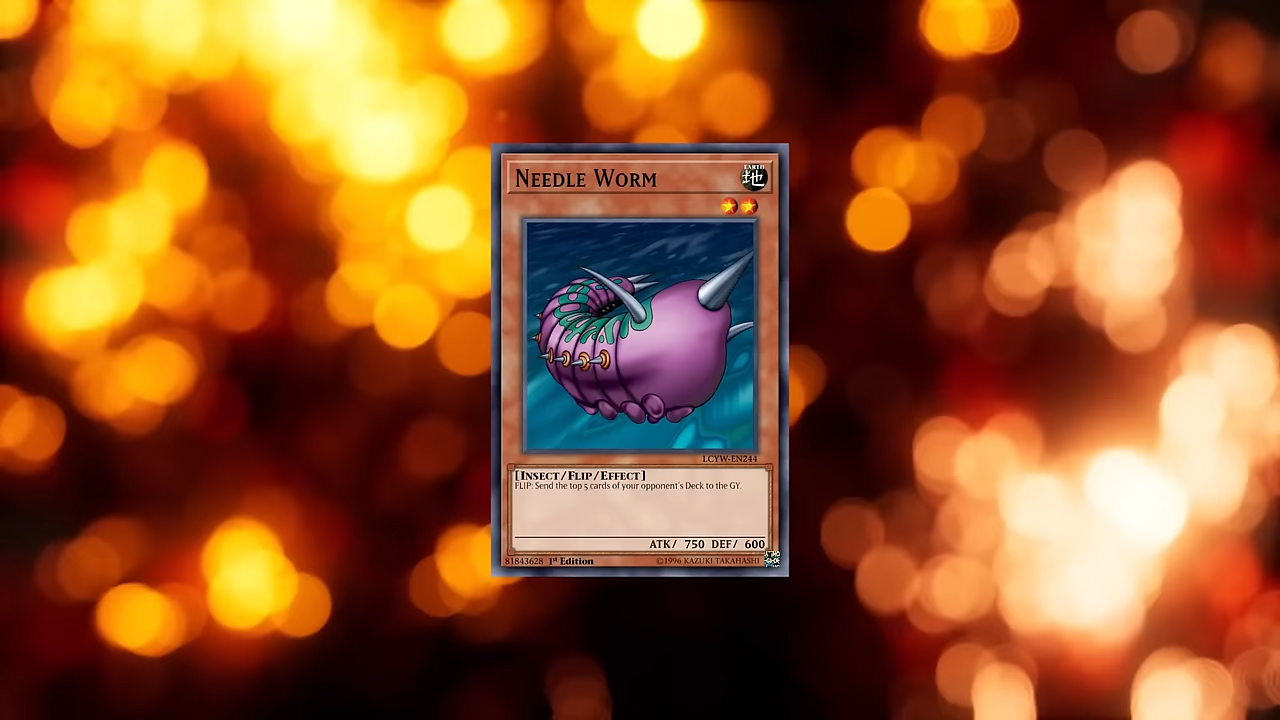 NEEDLE WORM
EARTH
地
LCYW-EN244
[INSECT/FLIP/EFFECT]
FLIP: Send the top 5 cards of your opponent's Deck to the GY.
ATK/ 750 DEF/ 600
81843628 1st Edition ©1996 KAZUKI TAKAHASHI